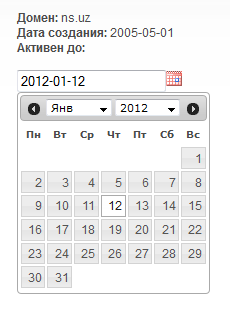 Домен: ns.uz
Дата создания: 2005-05-01
Активен до:
2012-01-12
Янв 2012
Пн Вт Ср Чт Пт Сб Вс
1
2 3 4 5 6 7 8
9 10 11 12 13 14 15
16 17 18 19 20 21 22
23 24 25 26 27 28 29
30 31